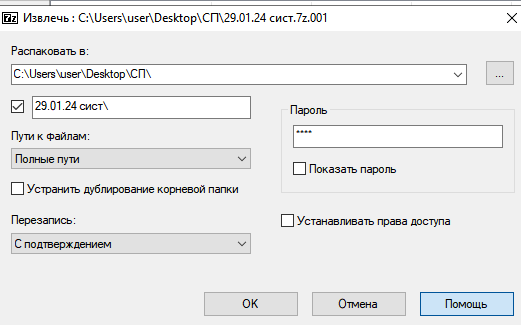 7z Извлечь : C:\Users\user\Desktop\СП\29.01.24 сист.7z.001
Распаковать в:
C:\Users\user\Desktop\СП\
...
29.01.24 сист\
Пароль
****
Пути к файлам:
Полные пути
Показать пароль
Устранить дублирование корневой папки
Перезапись:
Устанавливать права доступа
С подтверждением
OK
Отмена
Помощь